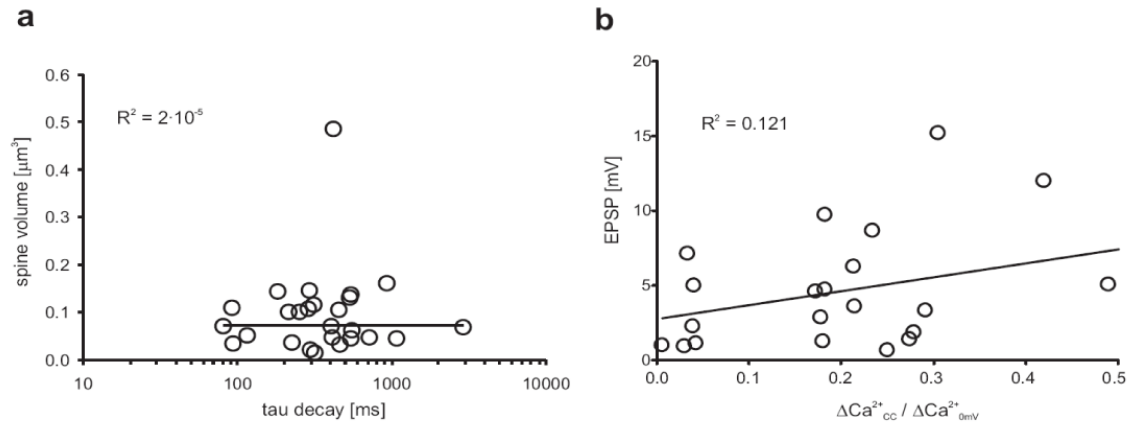 a
0.6
0.5
0.4
0.3
0.2
0.1
0.0
spine volume [μm³]
R² = 2·10⁻⁵
10
100
1000
10000
tau decay [ms]
b
20
15
10
5
0
EPSP [mV]
R² = 0.121
0.0
0.1
0.2
0.3
0.4
0.5
ΔCa²⁺CC / ΔCa²⁺0mV